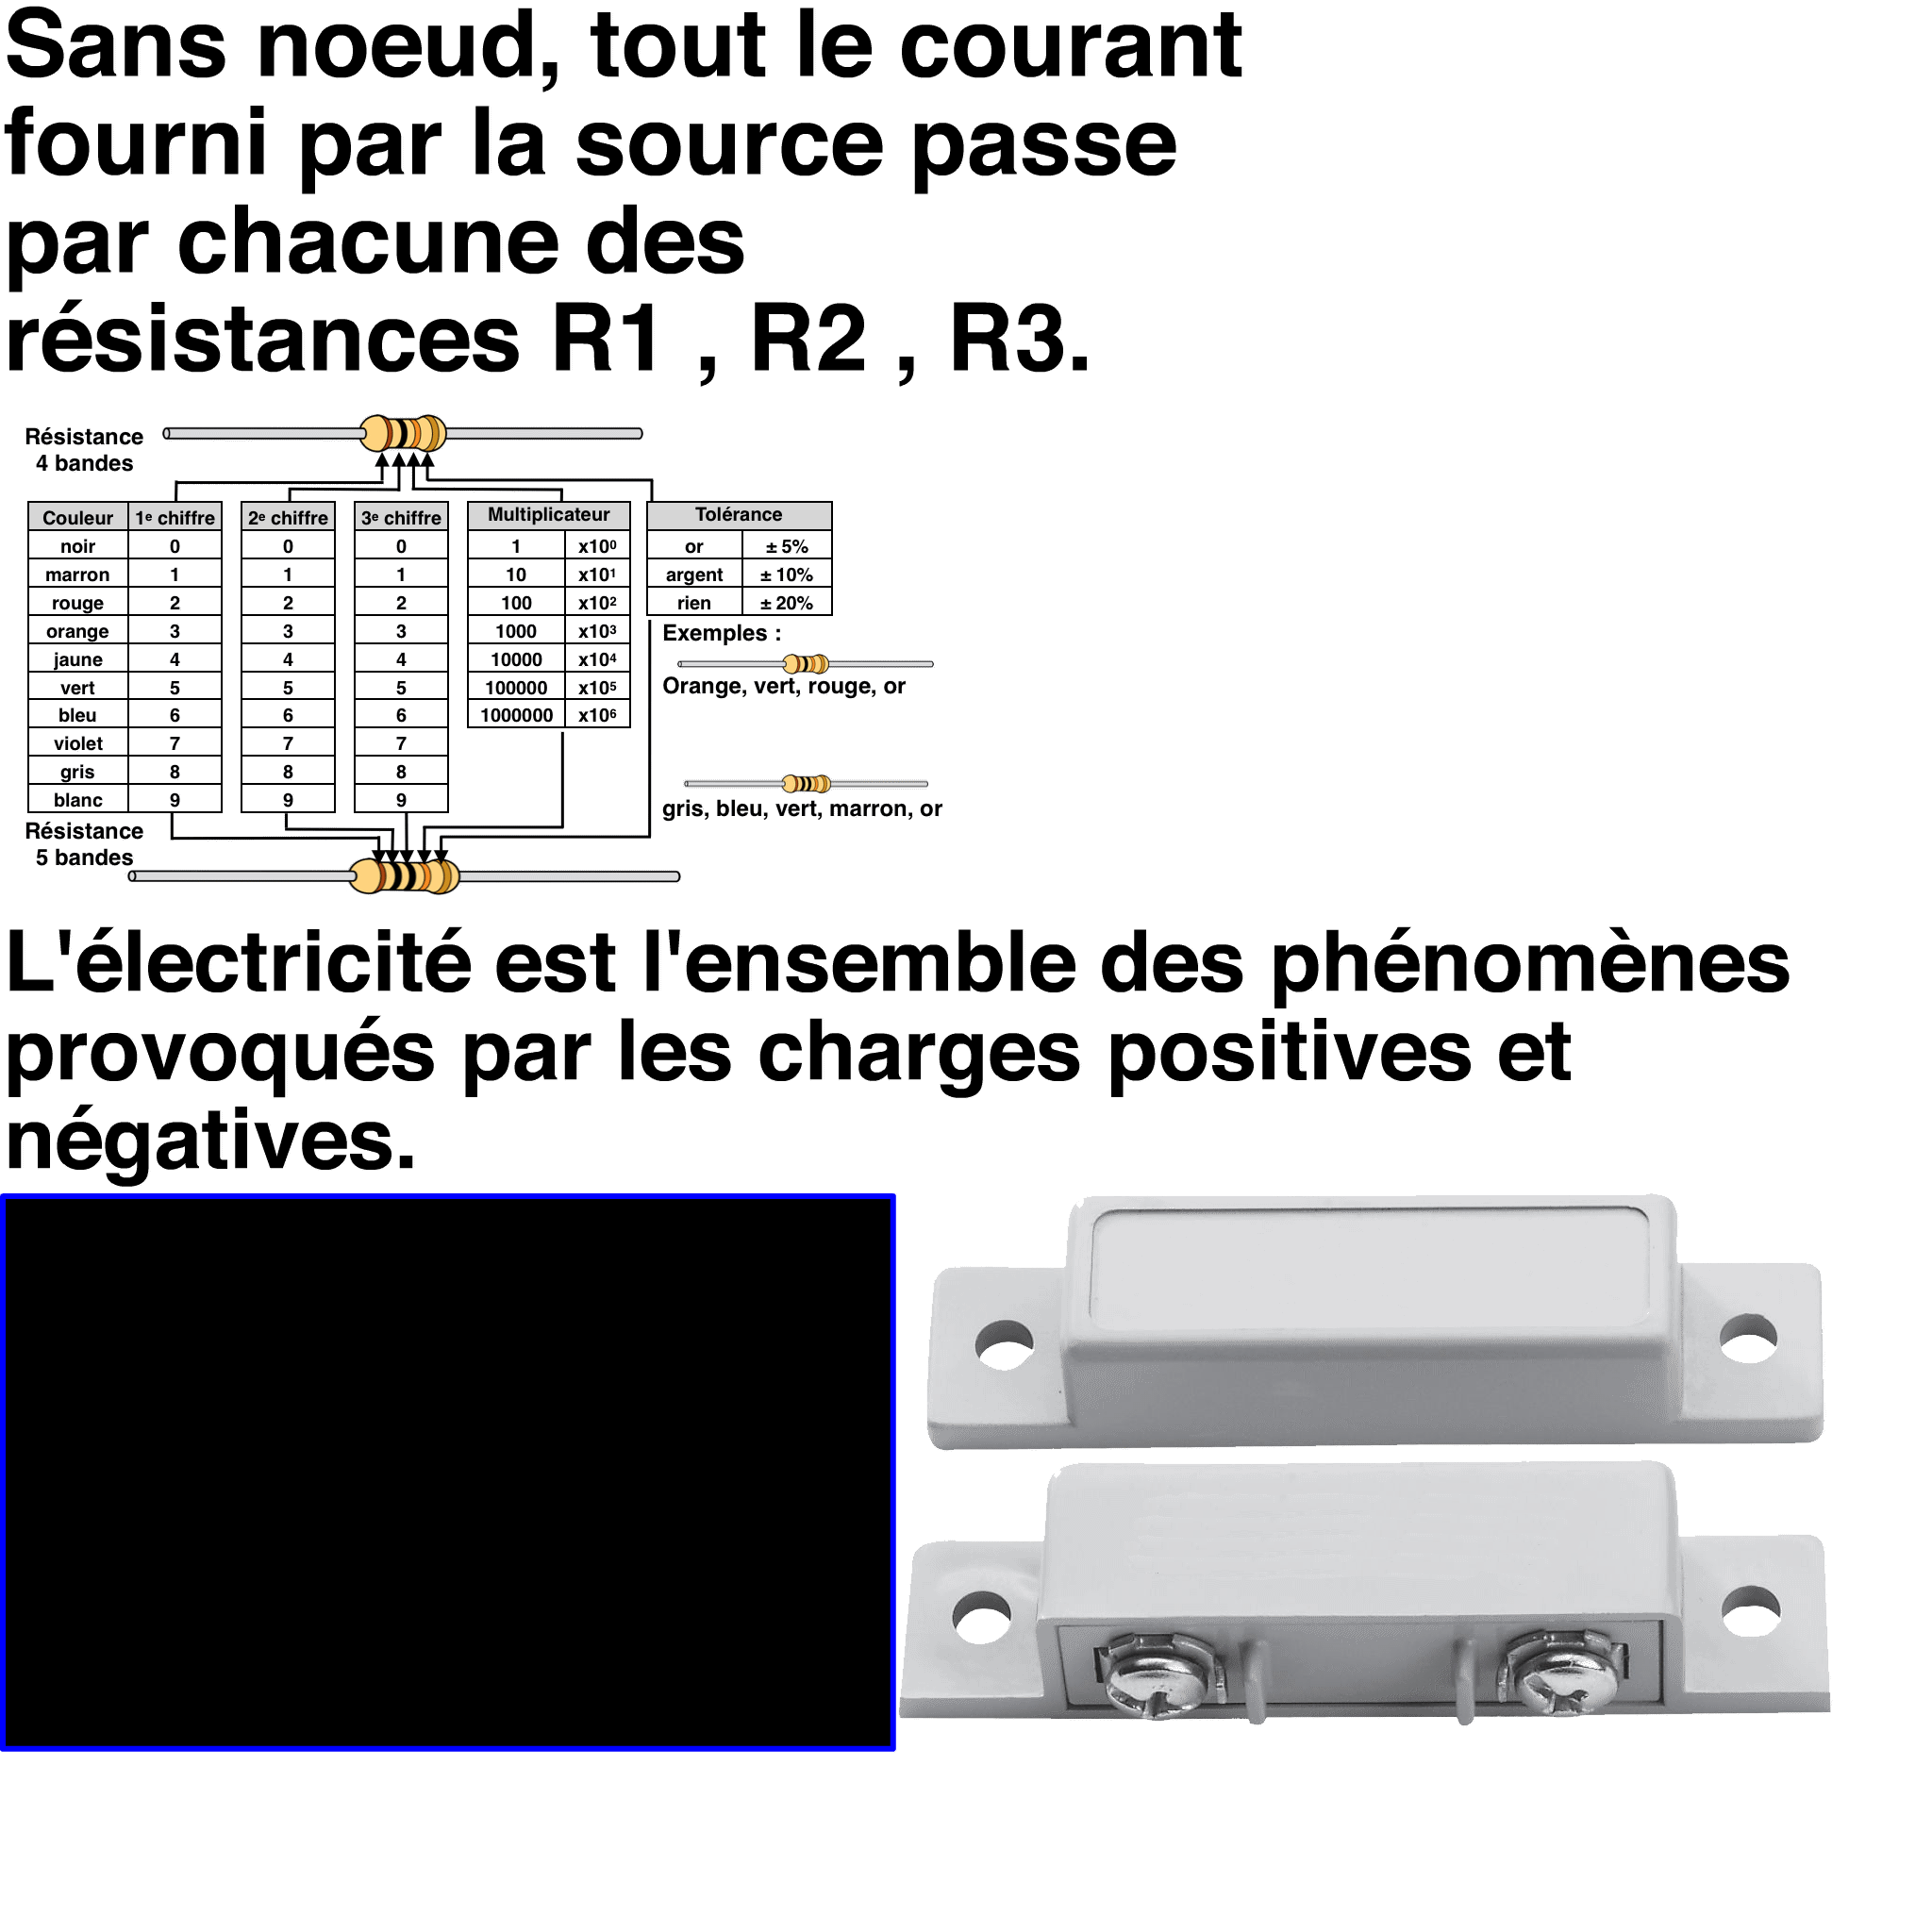 Sans noeud, tout le courant
fourni par la source passe
par chacune des
résistances R1 , R2 , R3.
Résistance
4 bandes
Couleur 1e chiffre 2e chiffre 3e chiffre Multiplicateur Tolérance
noir 0 0 0 1 x10⁰ or ± 5%
marron 1 1 1 10 x10¹ argent ± 10%
rouge 2 2 2 100 x10² rien ± 20%
orange 3 3 3 1000 x10³
Exemples :
jaune 4 4 4 10000 x10⁴
vert 5 5 5 100000 x10⁵
Orange, vert, rouge, or
bleu 6 6 6 1000000 x10⁶
violet 7 7 7
gris 8 8 8
blanc 9 9 9
gris, bleu, vert, marron, or
Résistance
5 bandes
L'électricité est l'ensemble des phénomènes
provoqués par les charges positives et
négatives.